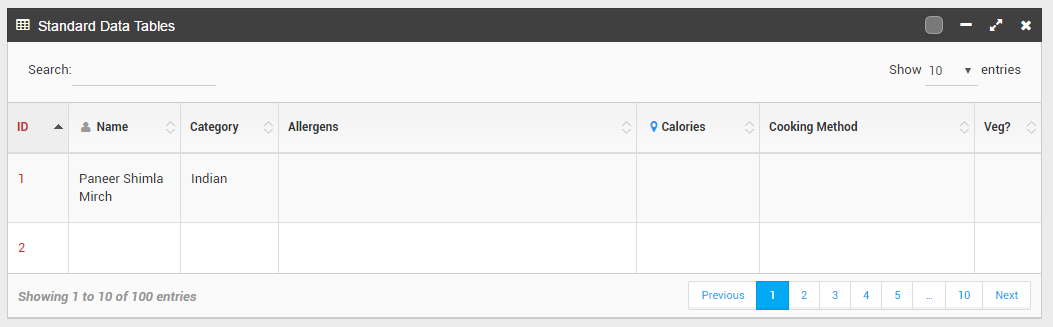 Standard Data Tables
Search:
Show 10 entries
ID Name Category Allergens Calories Cooking Method Veg?
1 Paneer Shimla Indian
Mirch
2
Showing 1 to 10 of 100 entries
Previous 1 2 3 4 5 ... 10 Next